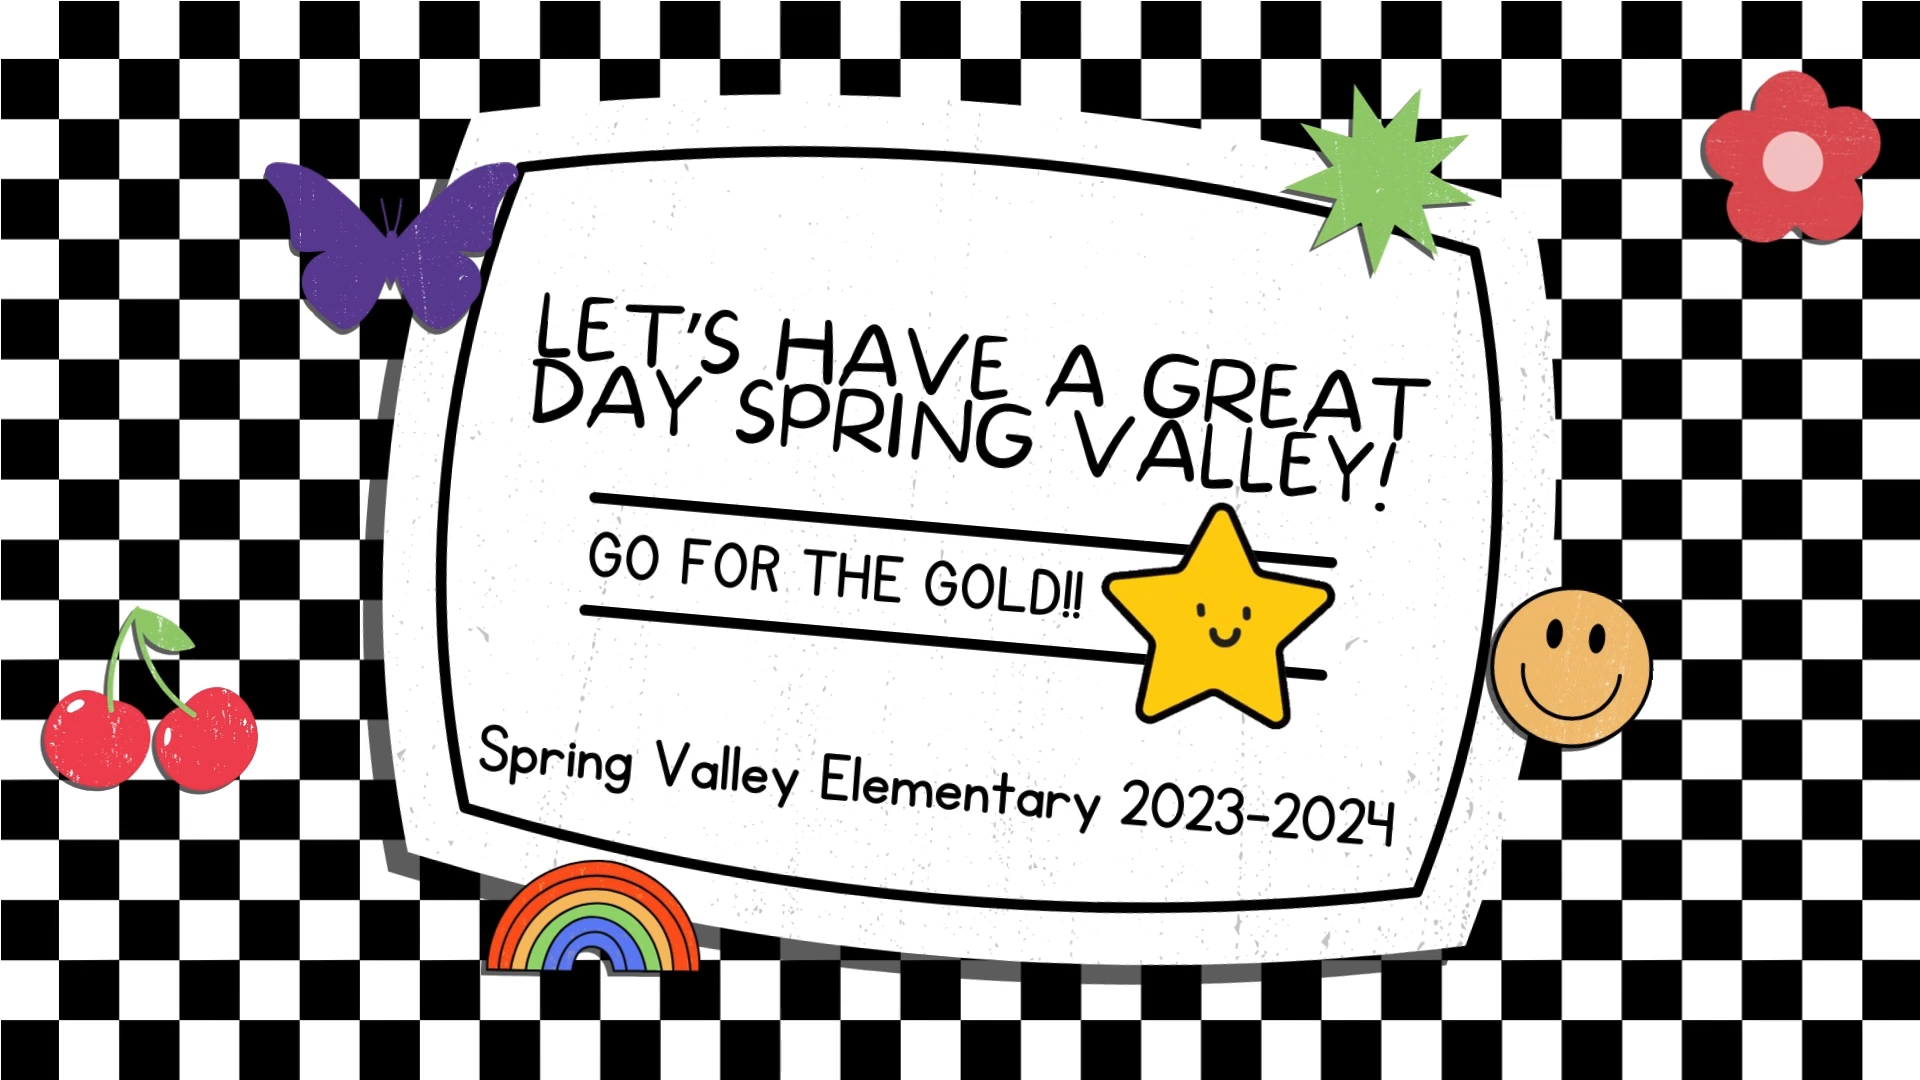 LET'S HAVE A GREAT
DAY SPRING VALLEY!
GO FOR THE GOLD!!
Spring Valley Elementary 2023-2024